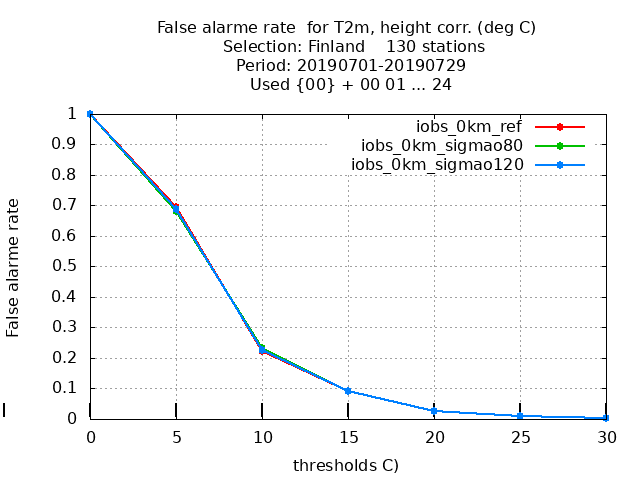 False alarme rate  for T2m, height corr. (deg C)
Selection: Finland    130 stations
Period: 20190701-20190729
Used {00} + 00 01 ... 24
iobs_0km_ref
iobs_0km_sigmao80
iobs_0km_sigmao120
False alarme rate
1
0.9
0.8
0.7
0.6
0.5
0.4
0.3
0.2
0.1
0
0 5 10 15 20 25 30
thresholds C)